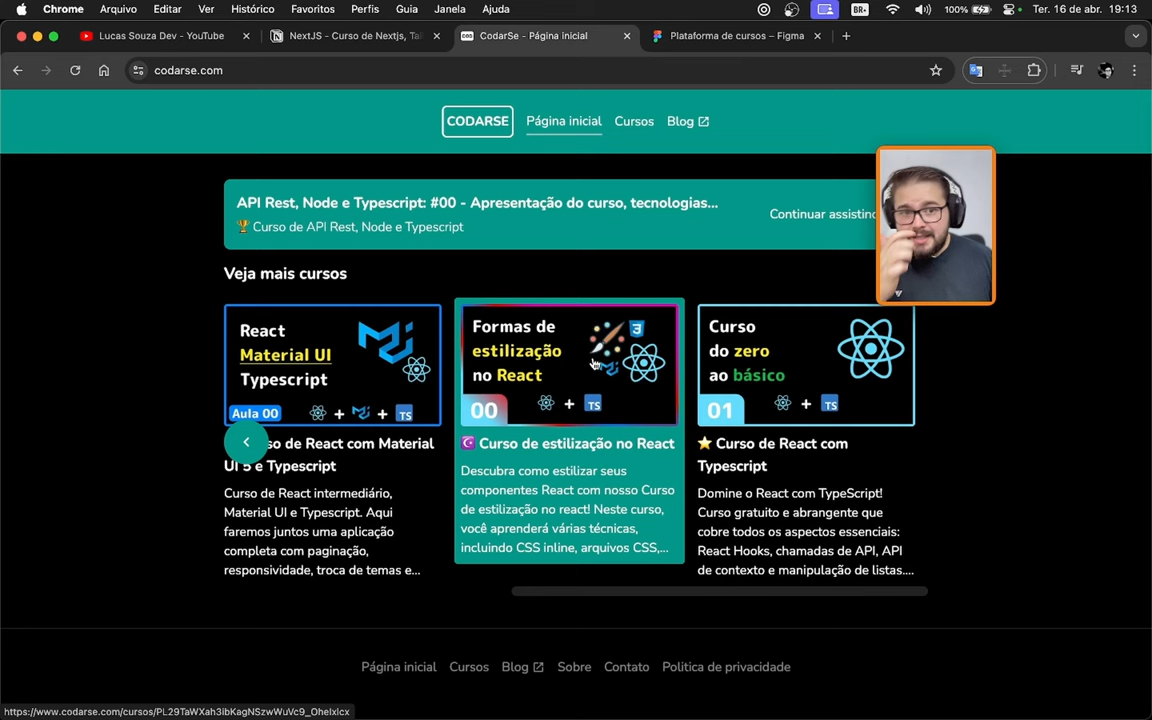 Chrome Arquivo Editar Ver Histórico Favoritos Perfis Guia Janela Ajuda
BR 100% Ter. 16 de abr. 19:13
Lucas Souza Dev - YouTube
NextJS - Curso de Nextjs, Tai
CodarSe - Página inicial
Plataforma de cursos – Figma
codarse.com
CODARSE Página inicial Cursos Blog
API Rest, Node e Typescript: #00 - Apresentação do curso, tecnologias...
Curso de API Rest, Node e Typescript
Continuar assistind
Veja mais cursos
React
Material UI
Typescript
Aula 00
+ + TS
Formas de
estilização
no React
00
+ TS
3
Curso
do zero
ao básico
01
+ TS
so de React com Material
UI 5 e Typescript
Curso de React intermediário,
Material UI e Typescript. Aqui
faremos juntos uma aplicação
completa com paginação,
responsividade, troca de temas e...
Curso de estilização no React
Descubra como estilizar seus
componentes React com nosso Curso
de estilização no react! Neste curso,
você aprenderá várias técnicas,
incluindo CSS inline, arquivos CSS,...
Curso de React com
Typescript
Domine o React com TypeScript!
Curso gratuito e abrangente que
cobre todos os aspectos essenciais:
React Hooks, chamadas de API, API
de contexto e manipulação de listas....
Página inicial Cursos Blog Sobre Contato Politica de privacidade